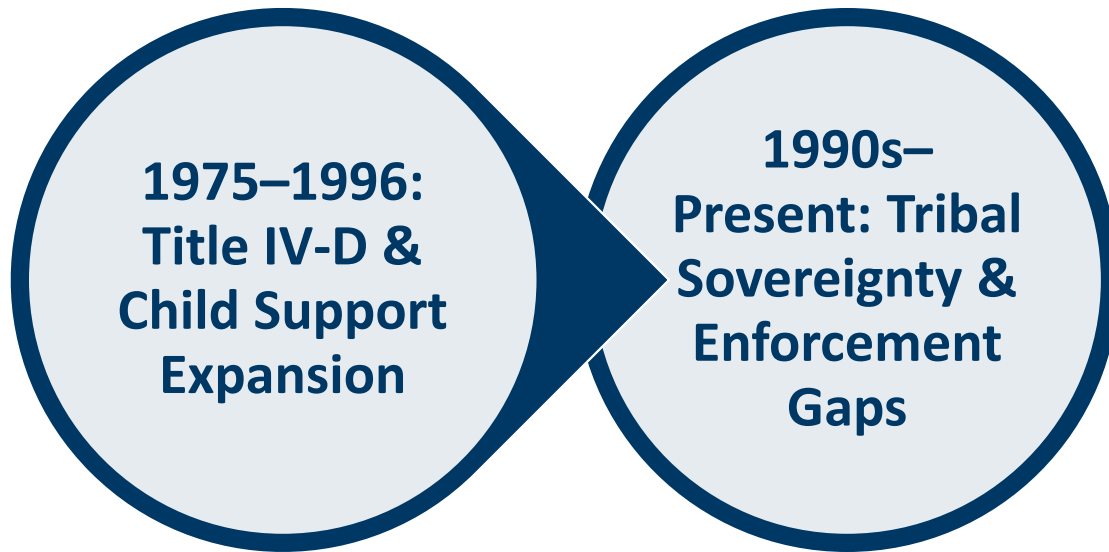 1975–1996:
Title IV-D &
Child Support
Expansion
1990s–
Present: Tribal
Sovereignty &
Enforcement
Gaps